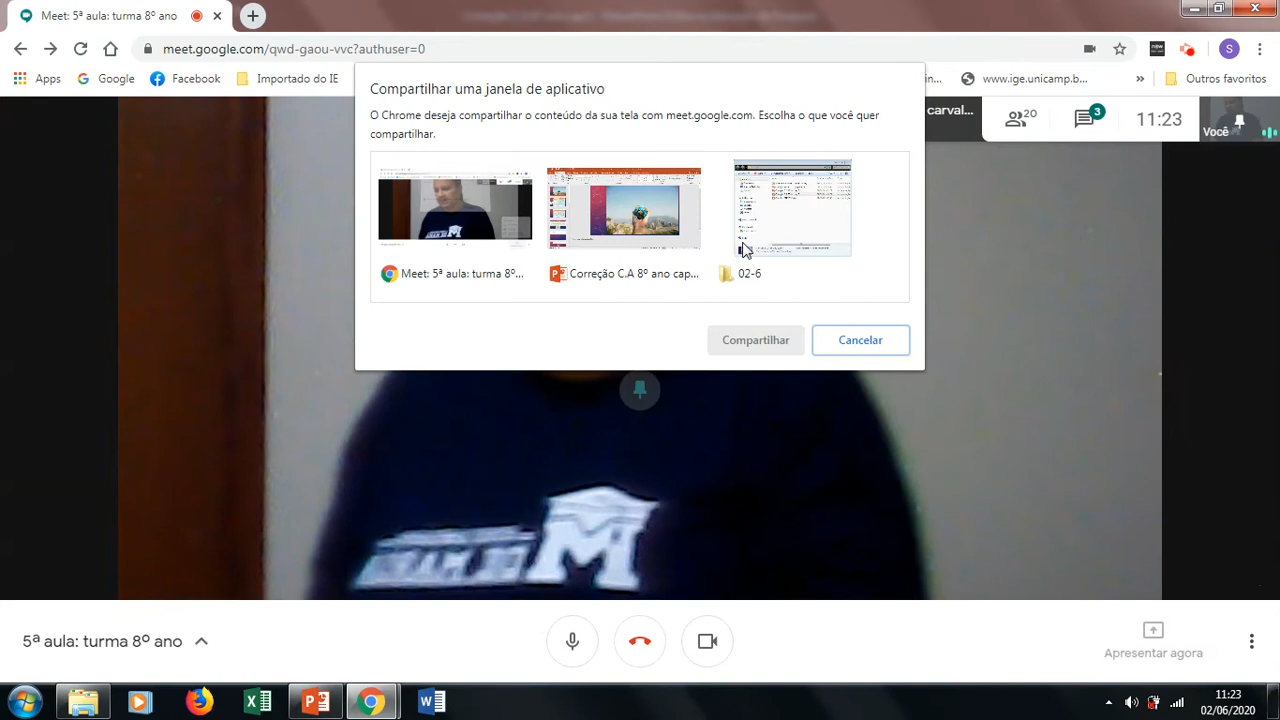 Meet: 5ª aula: turma 8º ano
meet.google.com/qwd-gaou-vvc?authuser=0
Apps
Google
Facebook
Importado do IE
in...
www.ige.unicamp.b...
»
Outros favoritos
S
Compartilhar uma janela de aplicativo
O Chrome deseja compartilhar o conteúdo da sua tela com meet.google.com. Escolha o que você quer
compartilhar.
Meet: 5ª aula: turma 8º...
Correção C.A 8º ano cap...
02-6
Compartilhar
Cancelar
carval...
20
3
11:23
Você
M
5ª aula: turma 8º ano
Apresentar agora
11:23
02/06/2020